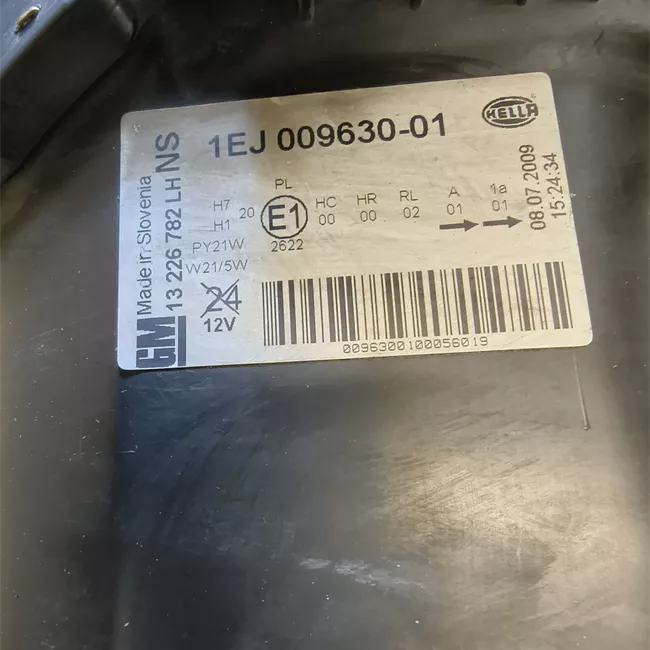 1EJ 009630-01
HELLA
GM
Made in Slovenia
13 226 782 LH NS
PL
H7
H1
20
E1
HC
00
HR
00
RL
02
A
01
1a
01
PY21W
2622
W21/5W
24
12V
08.07.2009
15:24:34
0096300100056019